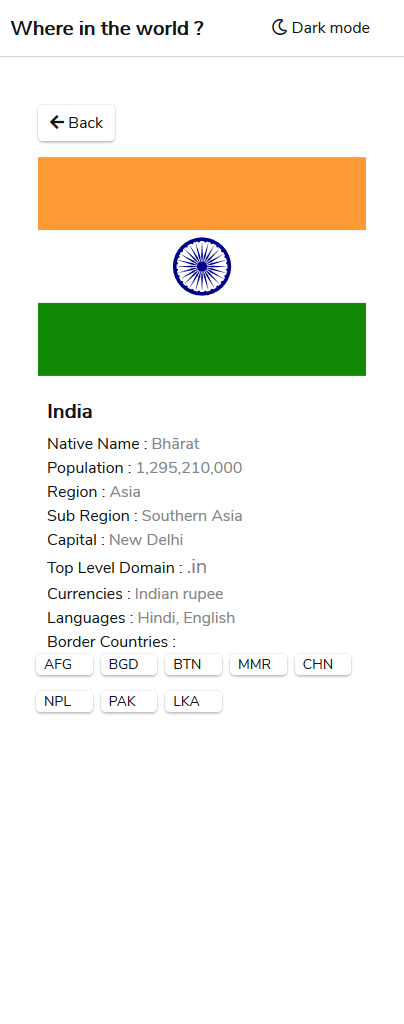 Where in the world ?
Dark mode
Back
India
Native Name : Bhārat
Population : 1,295,210,000
Region : Asia
Sub Region : Southern Asia
Capital : New Delhi
Top Level Domain : .in
Currencies : Indian rupee
Languages : Hindi, English
Border Countries :
AFG BGD BTN MMR CHN
NPL PAK LKA